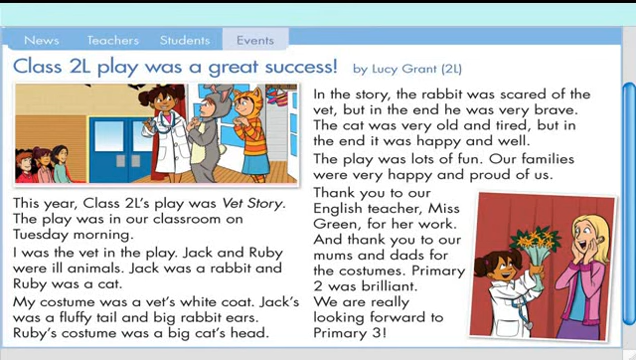 News Teachers Students Events
Class 2L play was a great success! by Lucy Grant (2L)
This year, Class 2L's play was Vet Story.
The play was in our classroom on
Tuesday morning.
I was the vet in the play. Jack and Ruby
were ill animals. Jack was a rabbit and
Ruby was a cat.
My costume was a vet's white coat. Jack's
was a fluffy tail and big rabbit ears.
Ruby's costume was a big cat's head.
In the story, the rabbit was scared of the
vet, but in the end he was very brave.
The cat was very old and tired, but in
the end it was happy and well.
The play was lots of fun. Our families
were very happy and proud of us.
Thank you to our
English teacher, Miss
Green, for her work.
And thank you to our
mums and dads for
the costumes. Primary
2 was brilliant.
We are really
looking forward to
Primary 3!